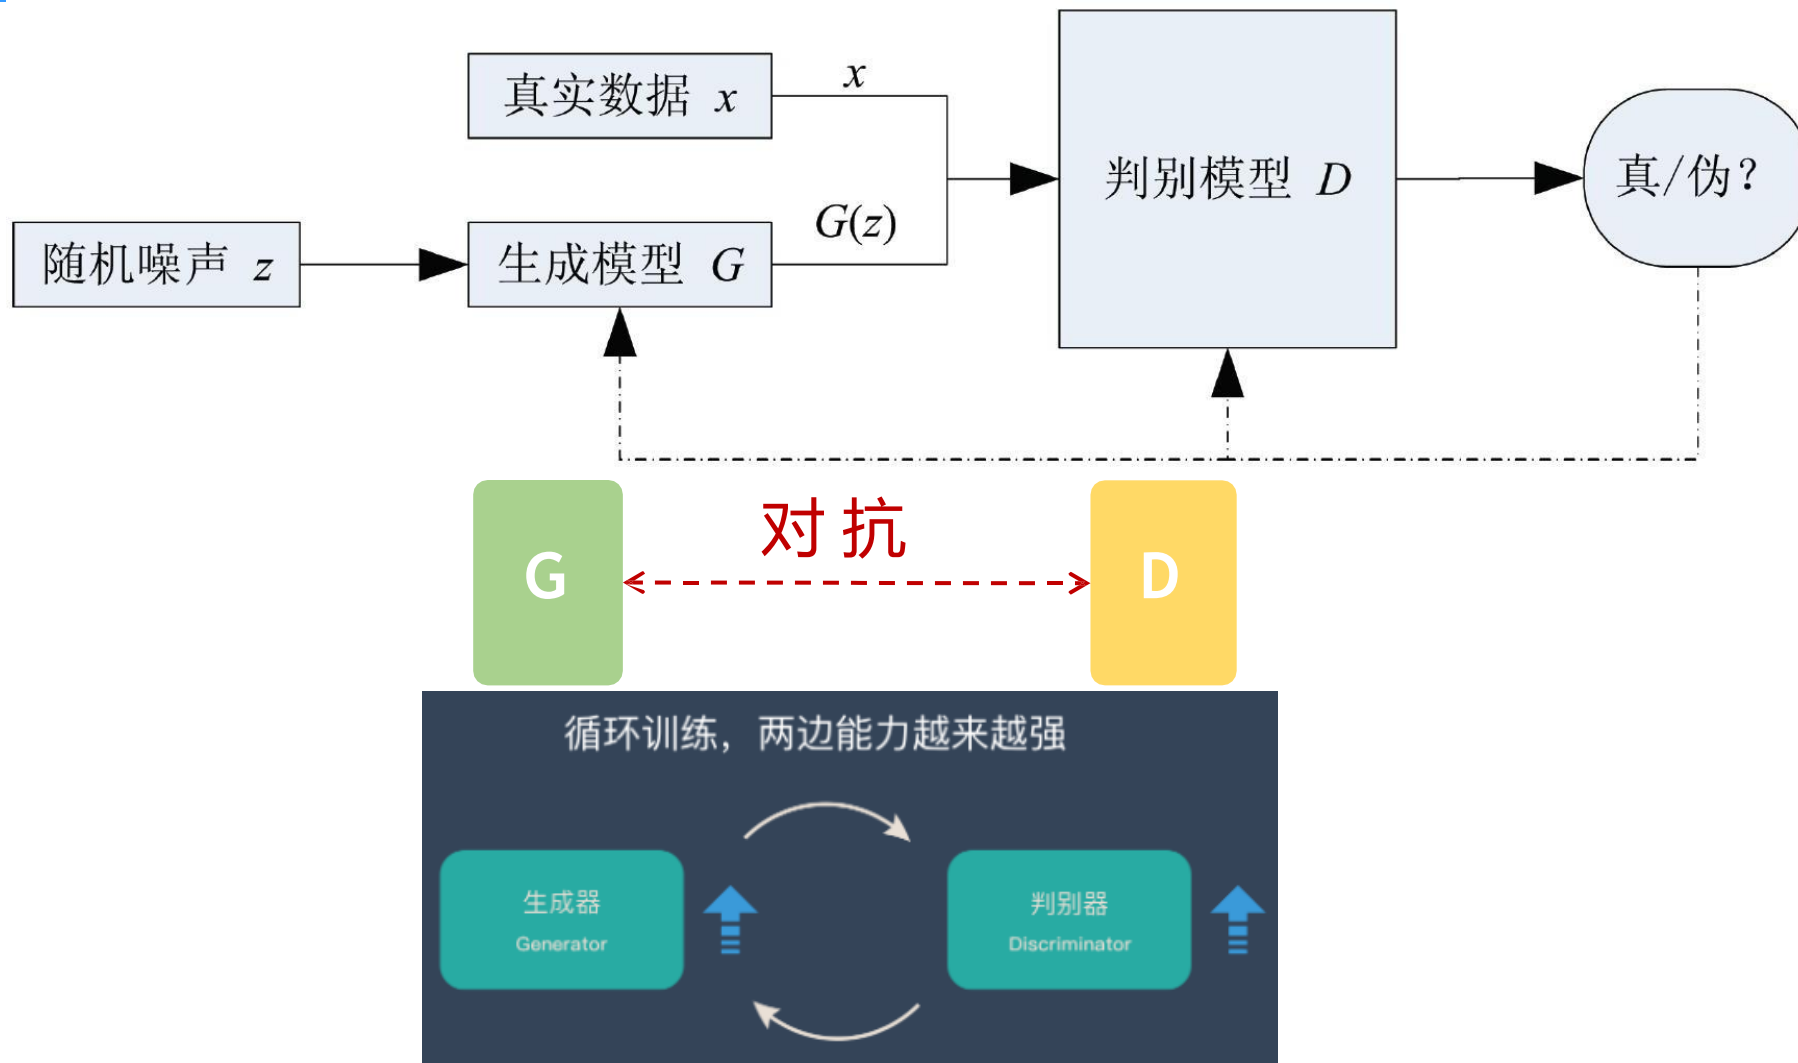 真实数据 x
x
判别模型 D
真/伪?
随机噪声 z
生成模型 G
G(z)
对抗
G
D
循环训练，两边能力越来越强
生成器
Generator
判别器
Discriminator